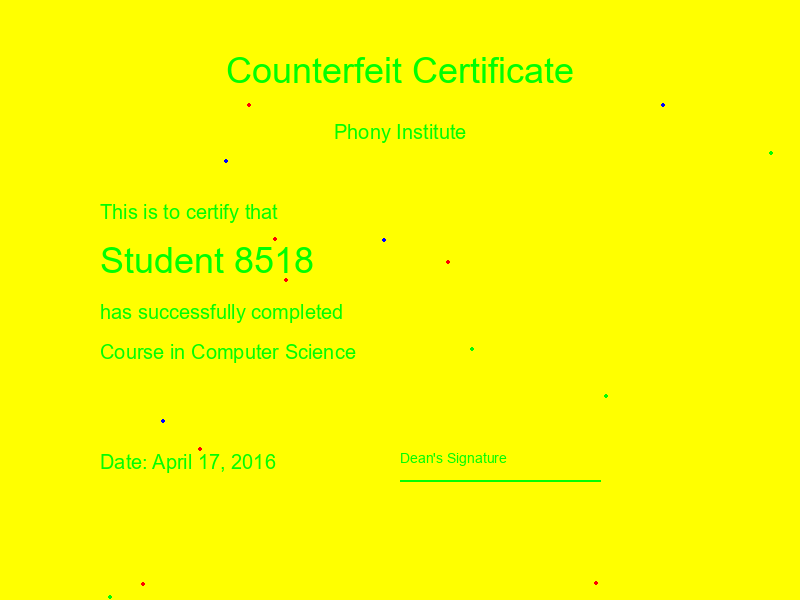 Counterfeit Certificate
Phony Institute
This is to certify that
Student 8518
has successfully completed
Course in Computer Science
Date: April 17, 2016
Dean's Signature